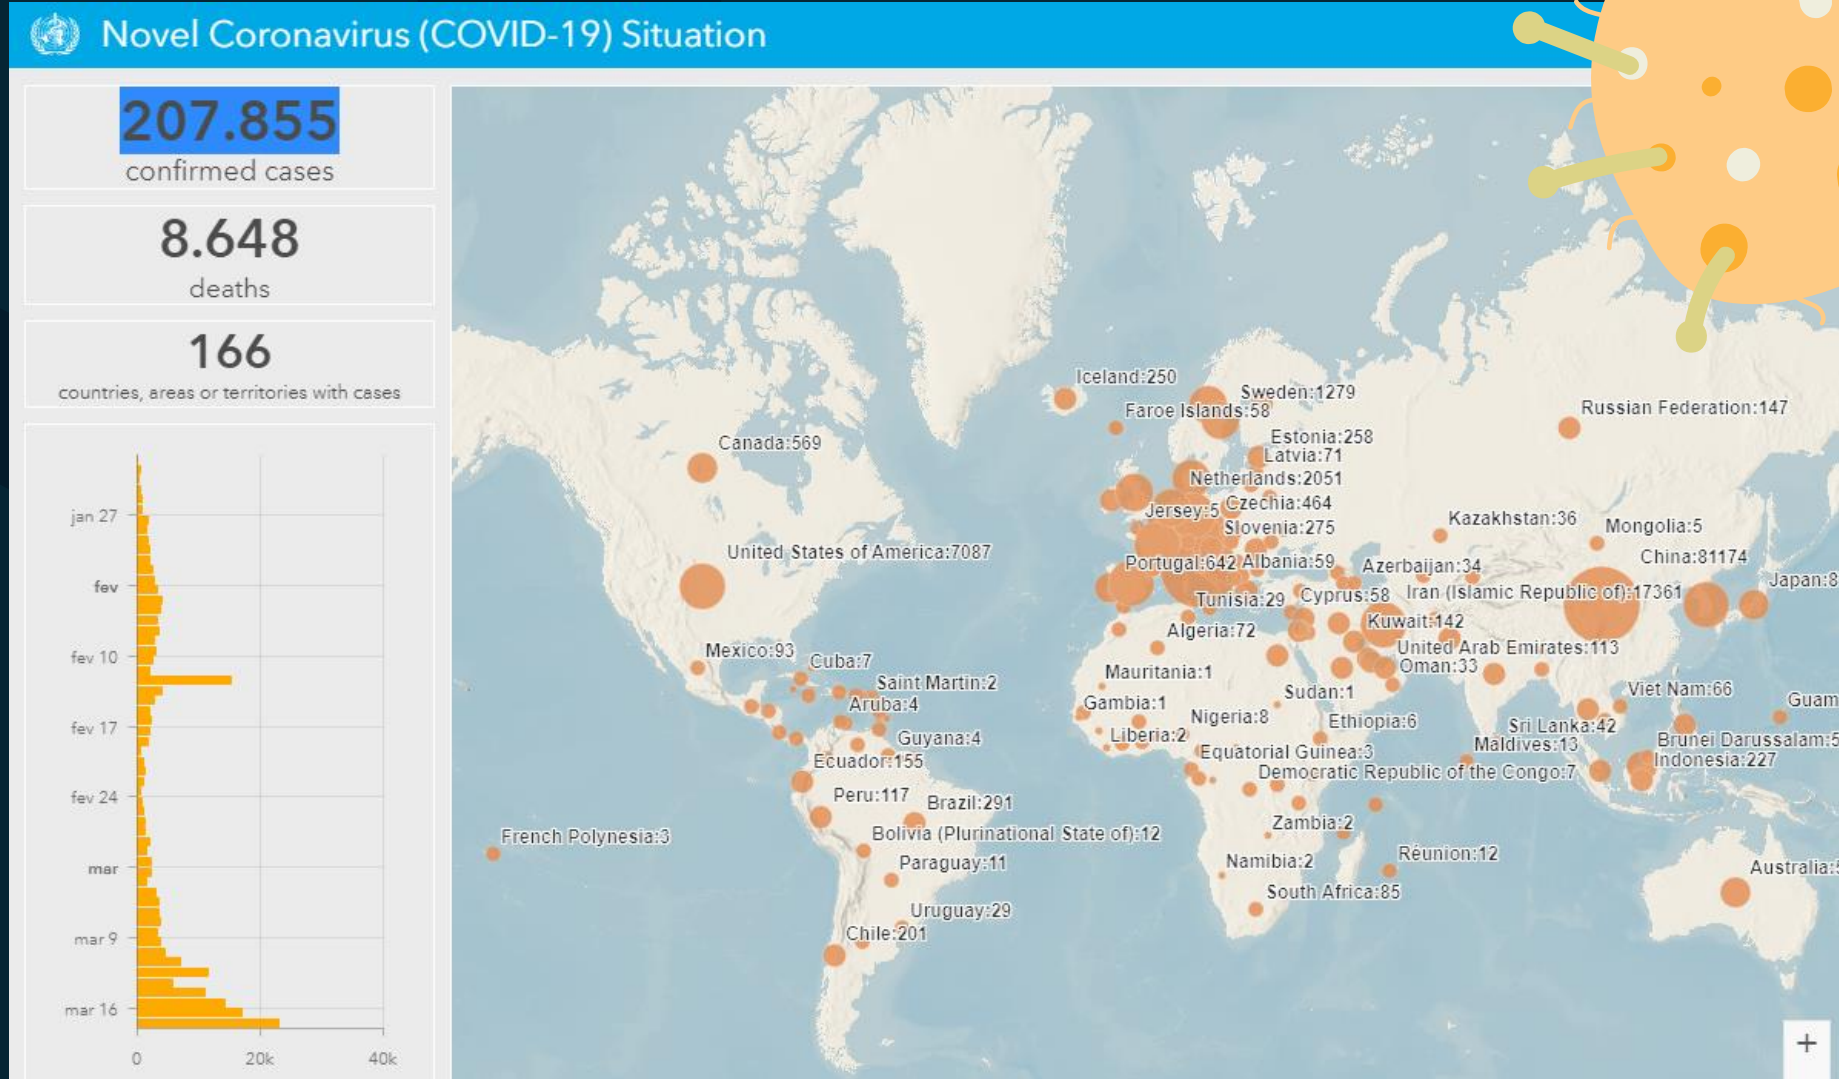 Novel Coronavirus (COVID-19) Situation
207.855
confirmed cases
8.648
deaths
166
countries, areas or territories with cases
jan 27
fev
fev 10
fev 17
fev 24
mar
mar 9
mar 16
0
20k
40k
Iceland:250
Sweden:1279
Faroe Islands:58
Russian Federation:147
Canada:569
Estonia:258
Latvia:71
Netherlands:2051
Jersey:5
Czechia:464
Slovenia:275
Kazakhstan:36
Mongolia:5
United States of America:7087
Portugal:642
Albania:59
Azerbaijan:34
China:81174
Japan:8
Tunisia:29
Cyprus:58
Iran (Islamic Republic of):17361
Algeria:72
Kuwait:142
Mexico:93
Cuba:7
United Arab Emirates:113
Oman:33
Mauritania:1
Saint Martin:2
Sudan:1
Viet Nam:66
Aruba:4
Gambia:1
Nigeria:8
Ethiopia:6
Sri Lanka:42
Guam
Liberia:2
Guyana:4
Equatorial Guinea:3
Maldives:13
Brunei Darussalam:5
Ecuador:155
Democratic Republic of the Congo:7
Indonesia:227
Peru:117
Brazil:291
Zambia:2
French Polynesia:3
Bolivia (Plurinational State of):12
Paraguay:11
Namibia:2
Réunion:12
Australia:
South Africa:85
Uruguay:29
Chile:201
+